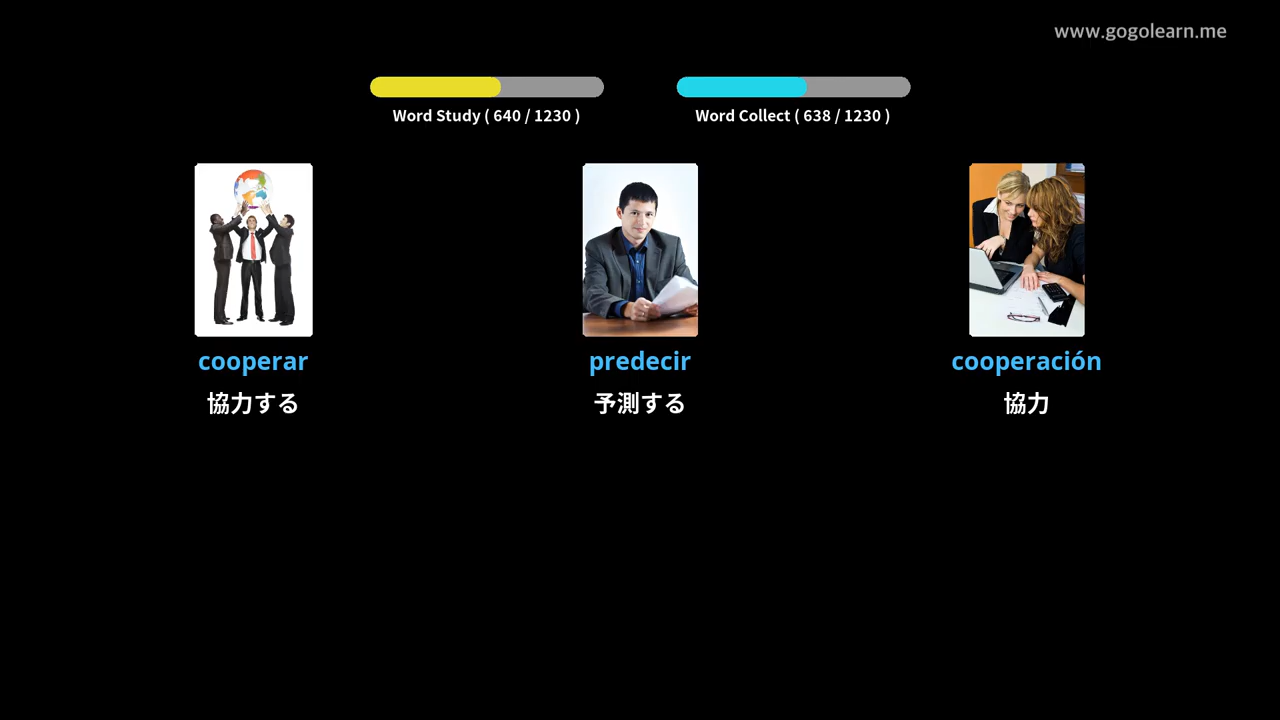 www.gogolearn.me
Word Study ( 640 / 1230 )
Word Collect ( 638 / 1230 )
cooperar
協力する
predecir
予測する
cooperación
協力